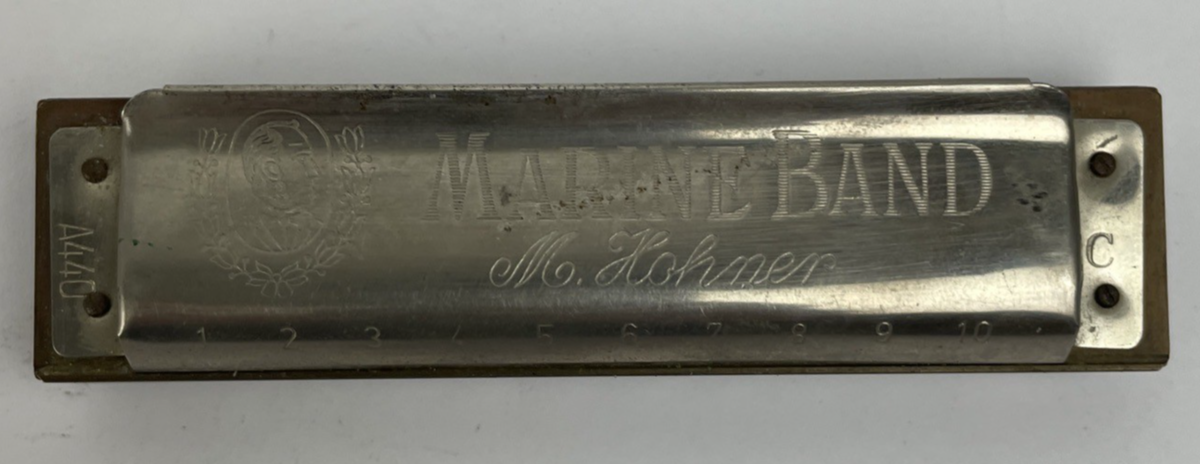 MARINE BAND
M. Hohner
A440
C
1 2 3 4 5 6 7 8 9 10